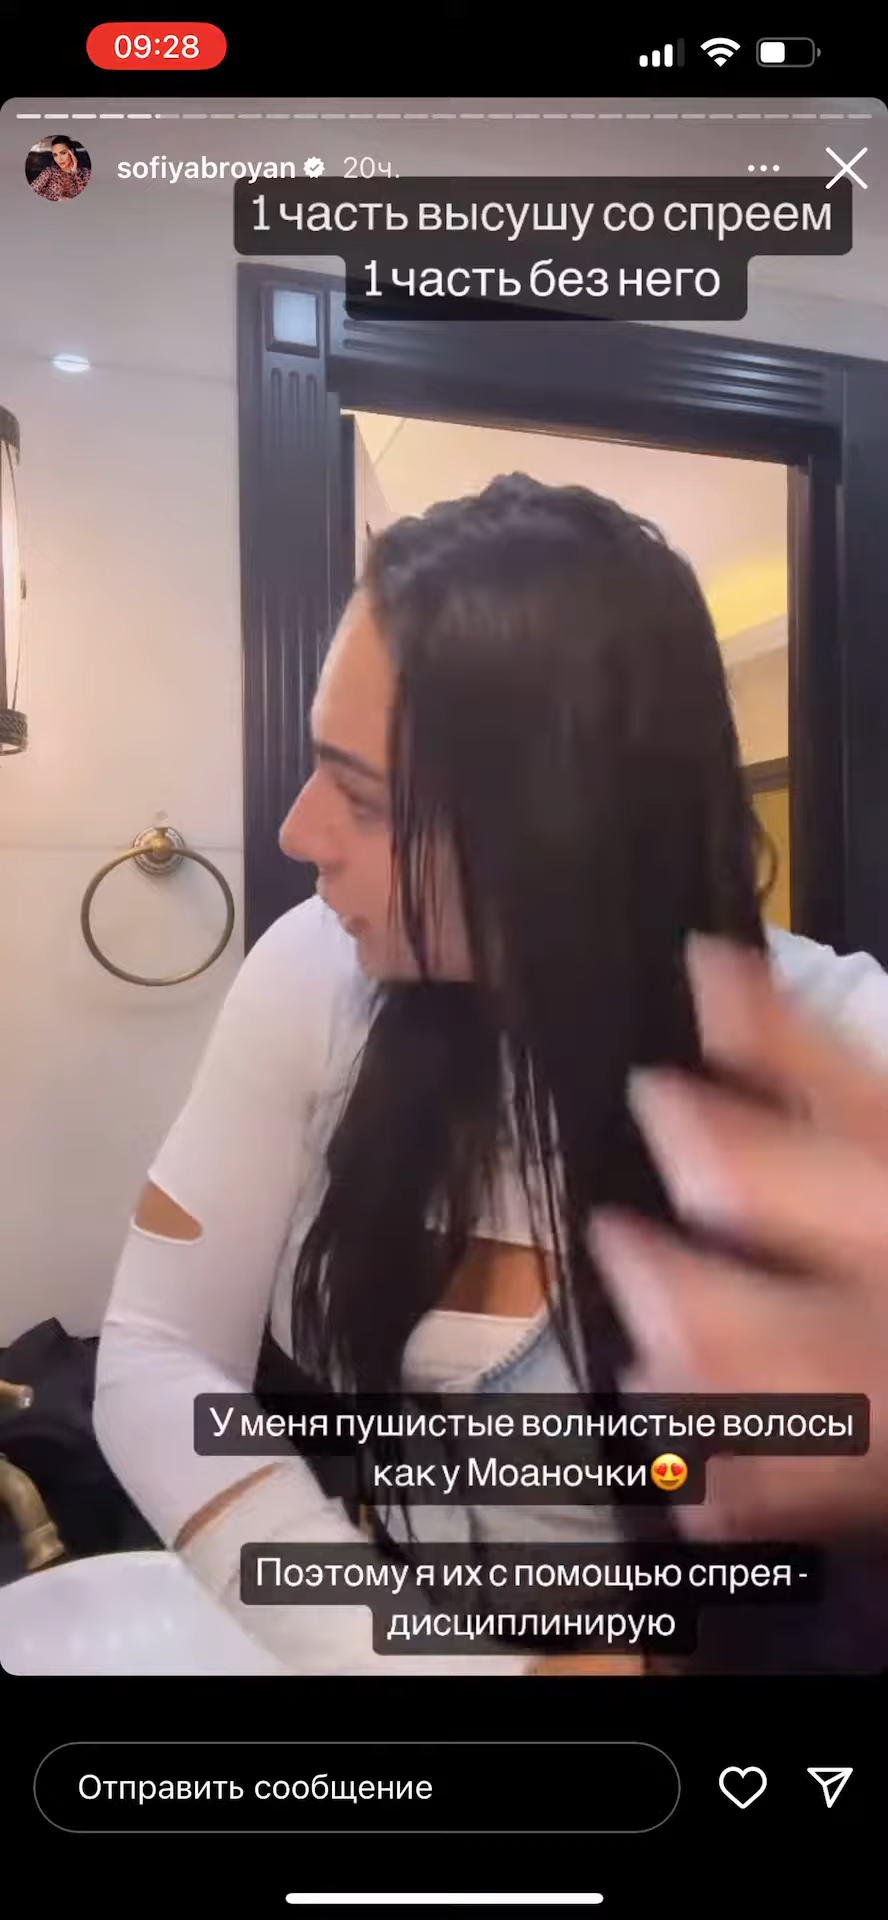 09:28
sofiyabroyan 20ч.
1 часть высушу со спреем
1 часть без него
У меня пушистые волнистые волосы
как у Моаночки😍
Поэтому я их с помощью спрея -
дисциплинирую
Отправить сообщение